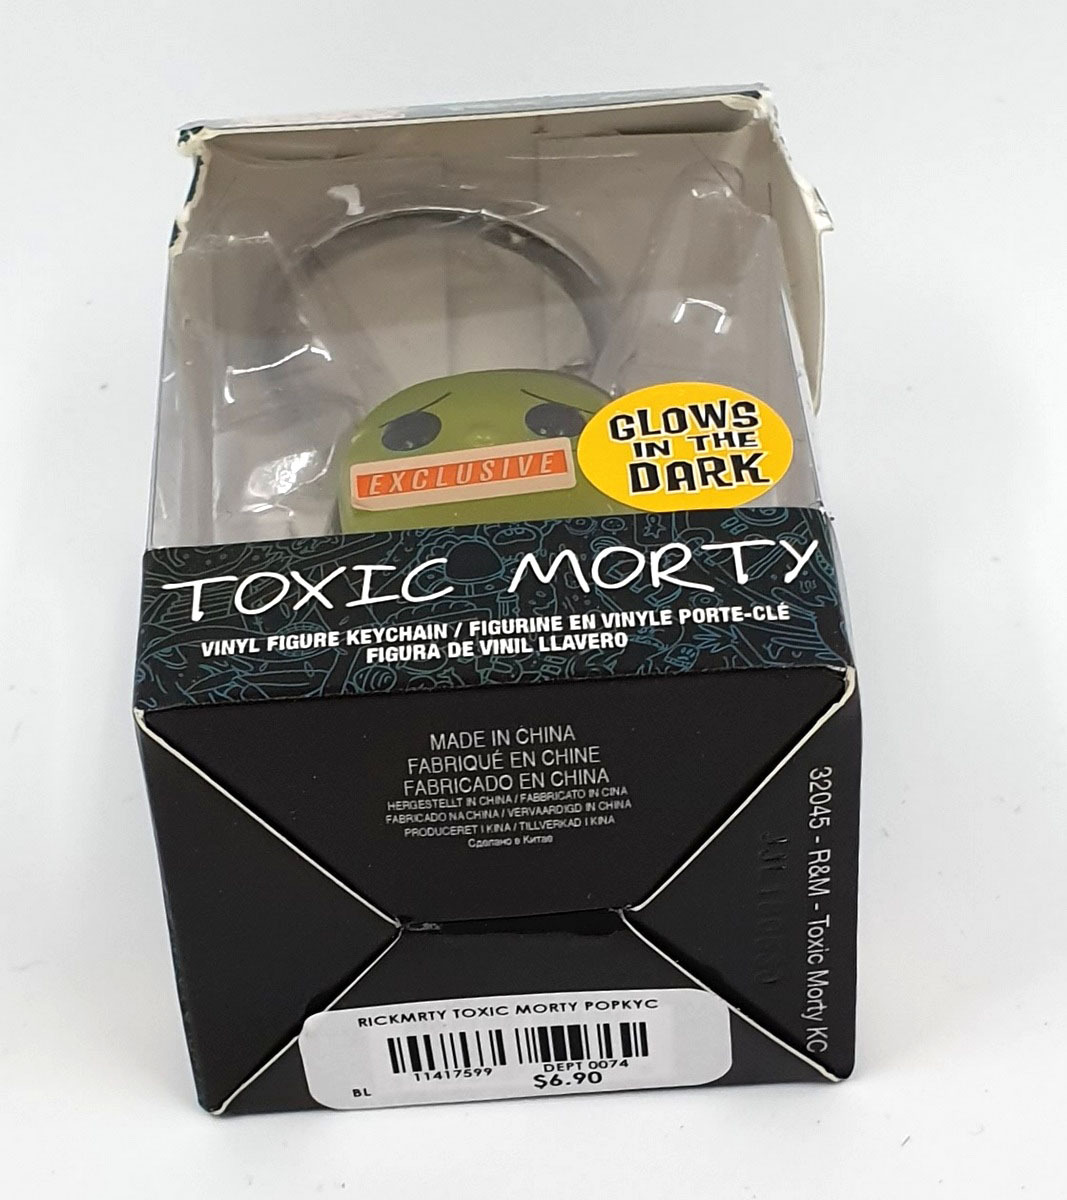 GLOWS
IN THE
DARK
EXCLUSIVE
TOXIC MORTY
VINYL FIGURE KEYCHAIN / FIGURINE EN VINYLE PORTE-CLÉ
FIGURA DE VINIL LLAVERO
MADE IN CHINA
FABRIQUÉ EN CHINE
FABRICADO EN CHINA
HERGESTELLT IN CHINA / FABBRICATO IN CINA
FABRICADO NA CHINA / VERVAARDIGD IN CHINA
PRODUCERET I KINA / TILLVERKAD I KINA
Сделано в Китае
32045 - R&M - Toxic Morty KC
RICKMRTY TOXIC MORTY POPKYC
11417599
DEPT 0074
BL
$6.90